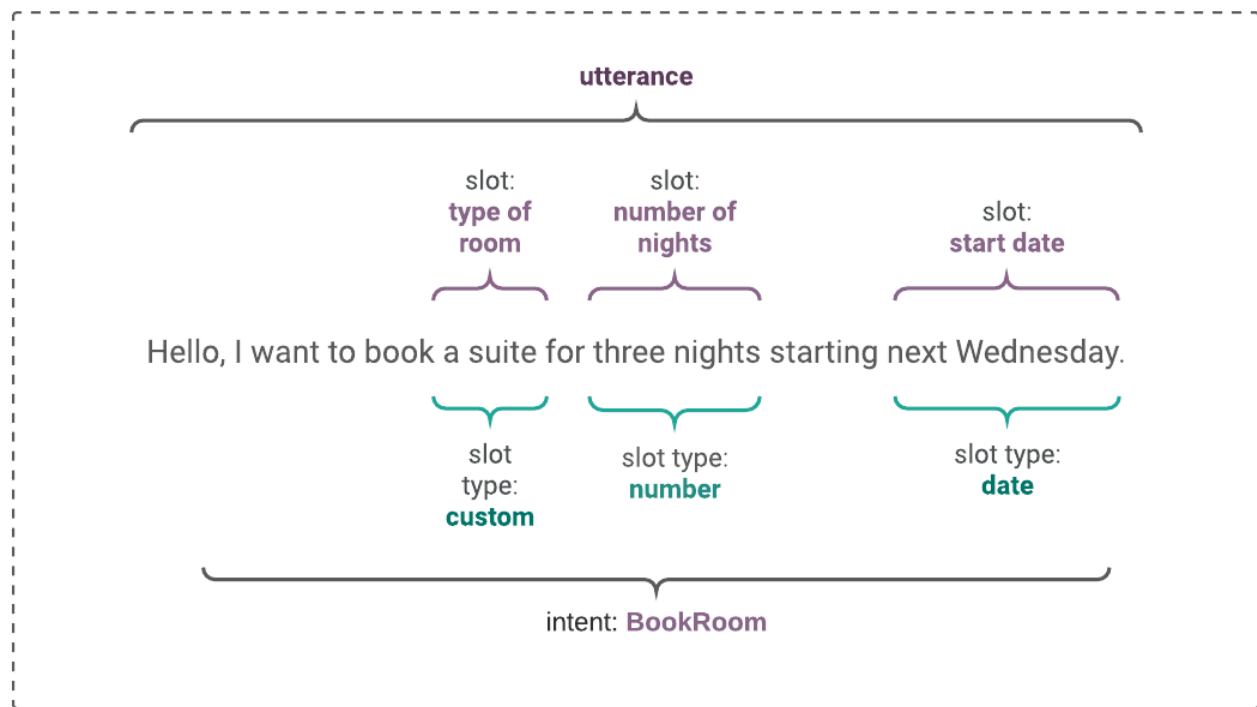 utterance
slot:
type of
room
slot:
number of
nights
slot:
start date
Hello, I want to book a suite for three nights starting next Wednesday.
slot
type:
custom
slot type:
number
slot type:
date
intent: BookRoom